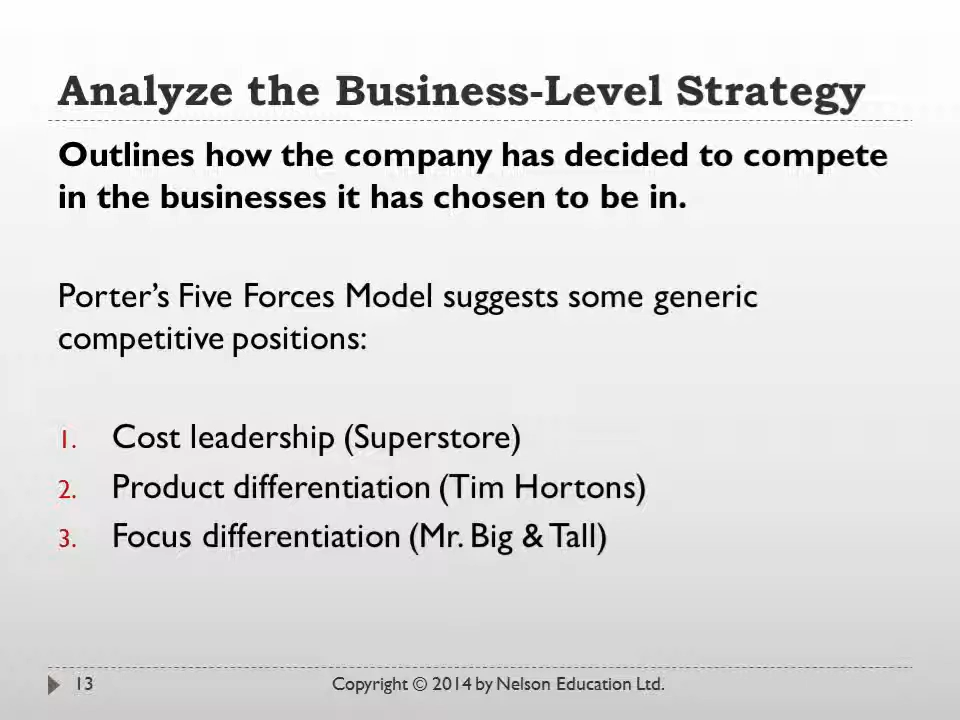 Analyze the Business-Level Strategy
Outlines how the company has decided to compete
in the businesses it has chosen to be in.
Porter's Five Forces Model suggests some generic
competitive positions:
1. Cost leadership (Superstore)
2. Product differentiation (Tim Hortons)
3. Focus differentiation (Mr. Big & Tall)
13 Copyright © 2014 by Nelson Education Ltd.